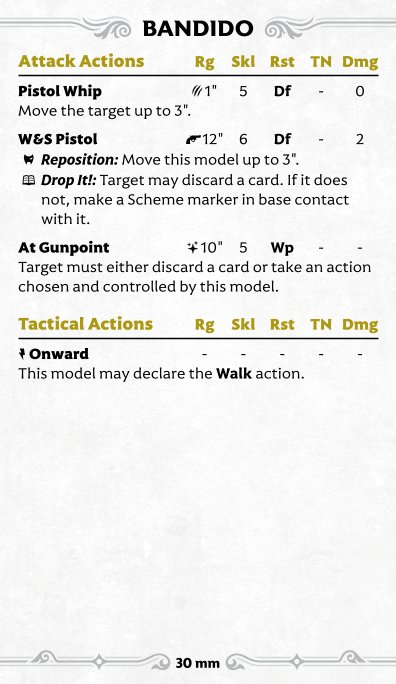 BANDIDO
Attack Actions Rg Skl Rst TN Dmg
Pistol Whip 1" 5 Df - 0
Move the target up to 3".
W&S Pistol 12" 6 Df - 2
Reposition: Move this model up to 3".
Drop It!: Target may discard a card. If it does
not, make a Scheme marker in base contact
with it.
At Gunpoint 10" 5 Wp - -
Target must either discard a card or take an action
chosen and controlled by this model.
Tactical Actions Rg Skl Rst TN Dmg
Onward - - - - -
This model may declare the Walk action.
30 mm